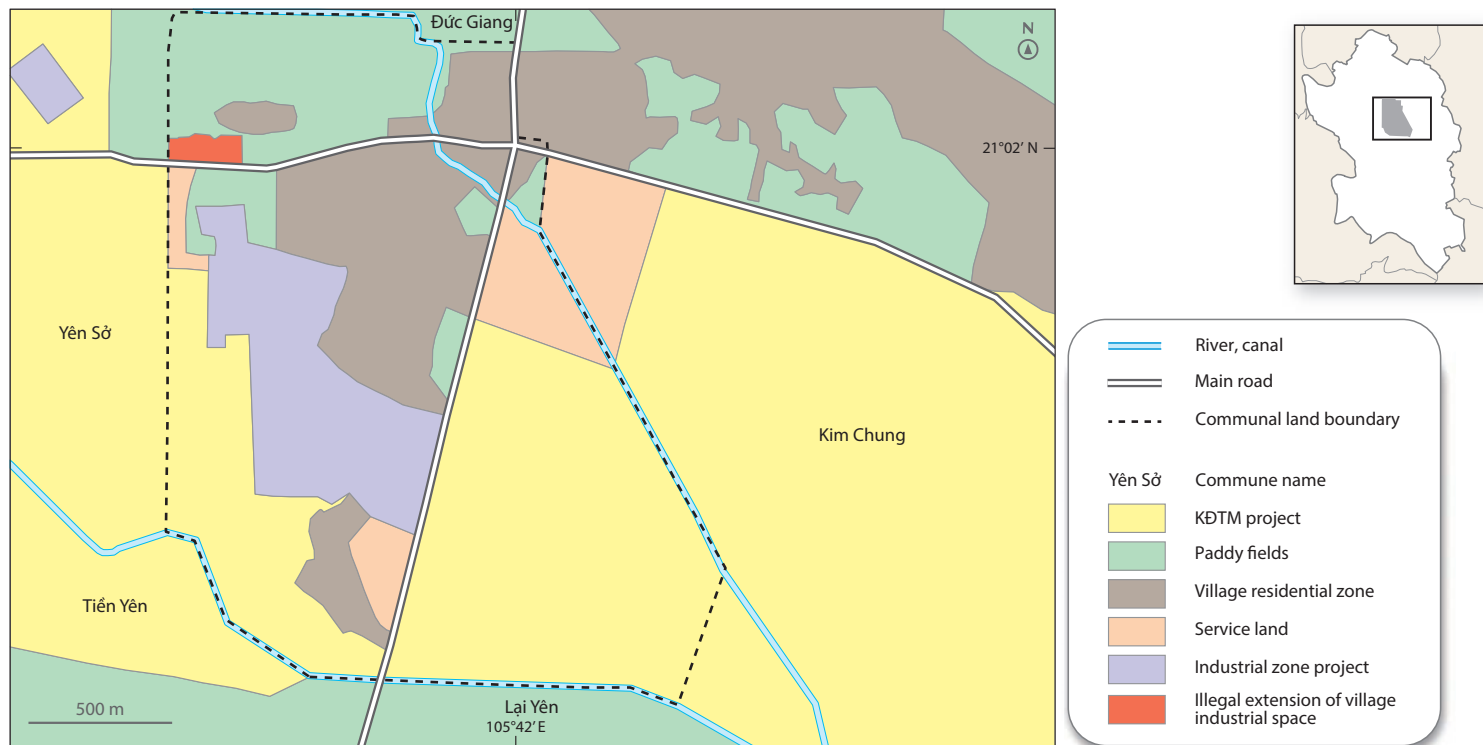 Đức Giang
N
21°02’ N
Yên Sở
Kim Chung
Tiền Yên
500 m
Lại Yên
105°42’ E
River, canal
Main road
Communal land boundary
Yên Sở Commune name
KĐTM project
Paddy fields
Village residential zone
Service land
Industrial zone project
Illegal extension of village
industrial space